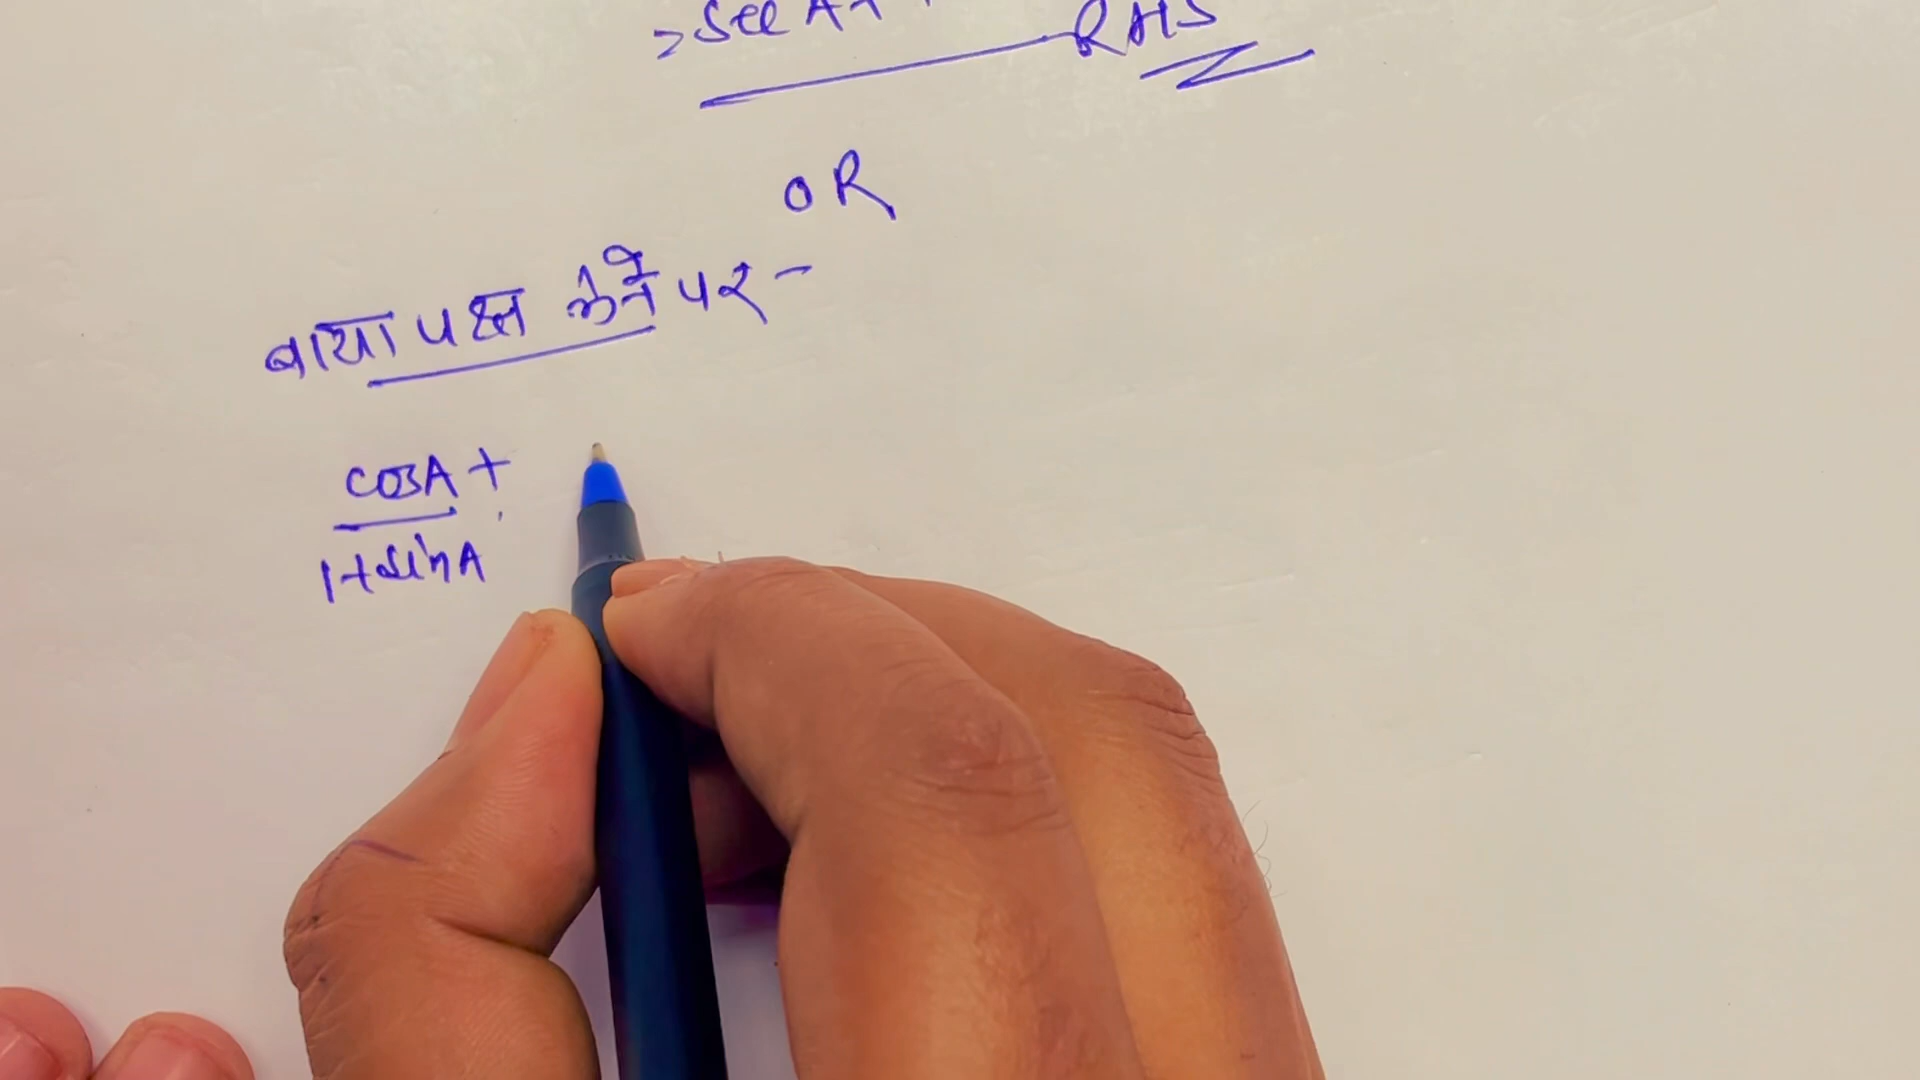 RHS
OR
बाया पक्ष लेने पर -
cosA +
1+sinA